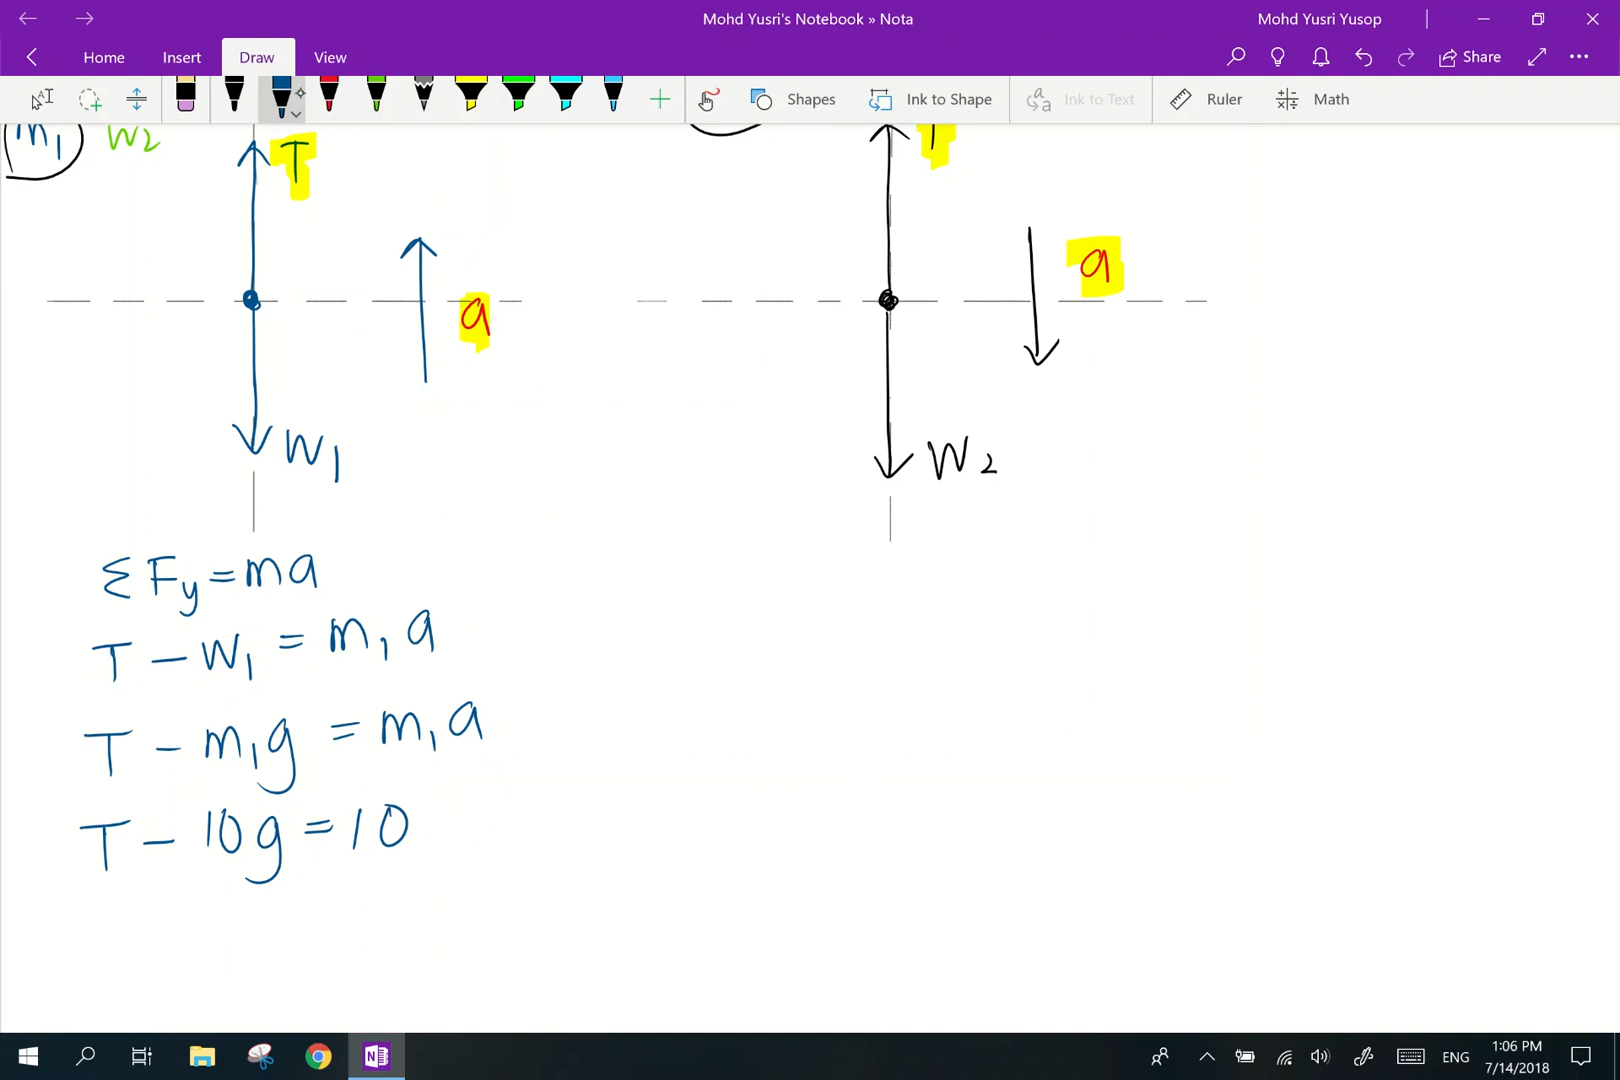 Mohd Yusri's Notebook » Nota
Mohd Yusri Yusop
Home Insert Draw View
Share
Shapes Ink to Shape Ink to Text Ruler Math
m₁ W₂
T T
a a
W₁ W₂
ΣFy = ma
T − W₁ = m₁ a
T − m₁g = m₁a
T − 10g = 10
ENG
1:06 PM
7/14/2018